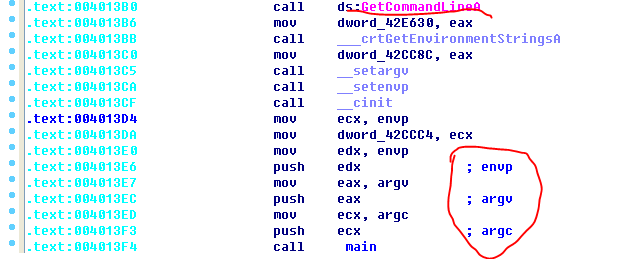 .text:004013B0 call ds:GetCommandLineA
.text:004013B6 mov dword_42E630, eax
.text:004013BB call ___crtGetEnvironmentStringsA
.text:004013C0 mov dword_42CC8C, eax
.text:004013C5 call __setargv
.text:004013CA call __setenvp
.text:004013CF call __cinit
.text:004013D4 mov ecx, envp
.text:004013DA mov dword_42CCC4, ecx
.text:004013E0 mov edx, envp
.text:004013E6 push edx ; envp
.text:004013E7 mov eax, argv
.text:004013EC push eax ; argv
.text:004013ED mov ecx, argc
.text:004013F3 push ecx ; argc
.text:004013F4 call main